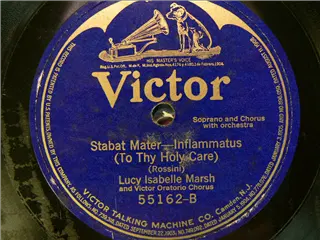 HIS MASTER'S VOICE
Victor
Soprano and Chorus
with orchestra
Stabat Mater—Inflammatus
(To Thy Holy Care)
(Rossini)
Lucy Isabelle Marsh
and Victor Oratorio Chorus
55162-B
VICTOR TALKING MACHINE CO. Camden, N.J.